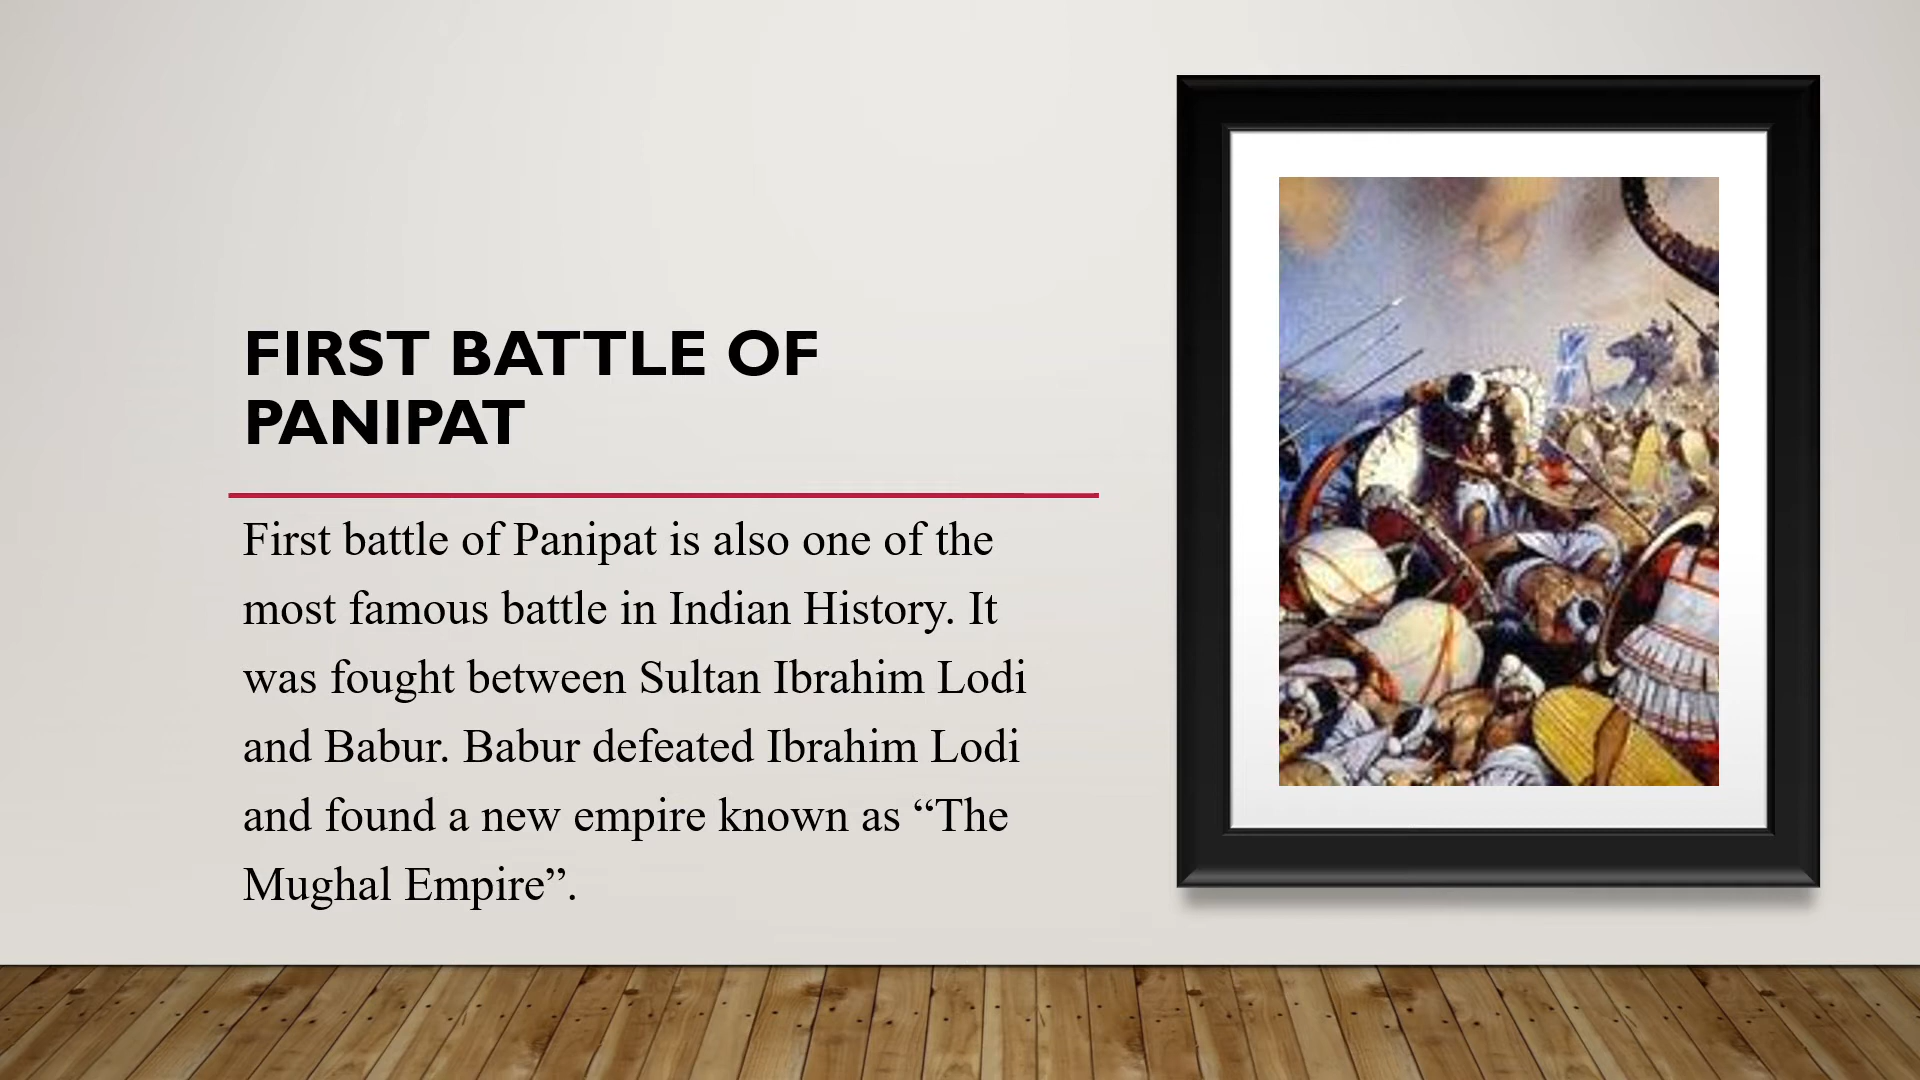 FIRST BATTLE OF
PANIPAT
First battle of Panipat is also one of the
most famous battle in Indian History. It
was fought between Sultan Ibrahim Lodi
and Babur. Babur defeated Ibrahim Lodi
and found a new empire known as “The
Mughal Empire”.